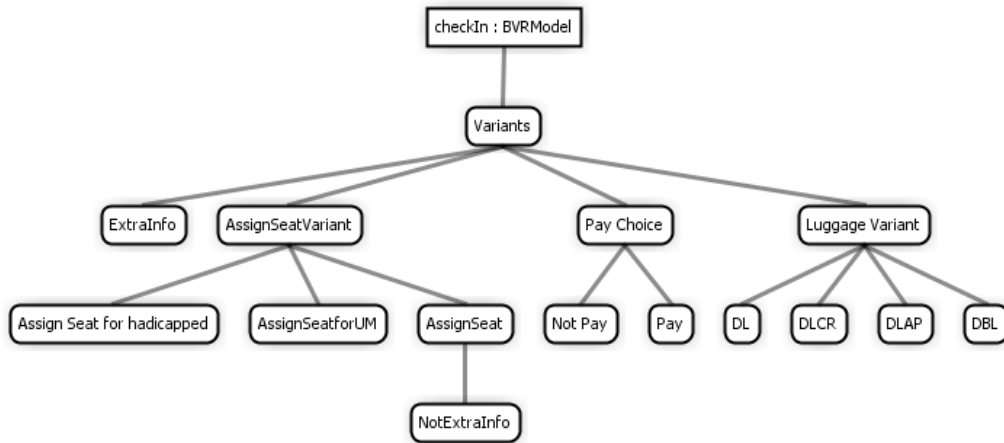 checkIn : BVRModel
Variants
ExtraInfo
AssignSeatVariant
Pay Choice
Luggage Variant
Assign Seat for hadicapped
AssignSeatforUM
AssignSeat
Not Pay
Pay
DL
DLCR
DLAP
DBL
NotExtraInfo